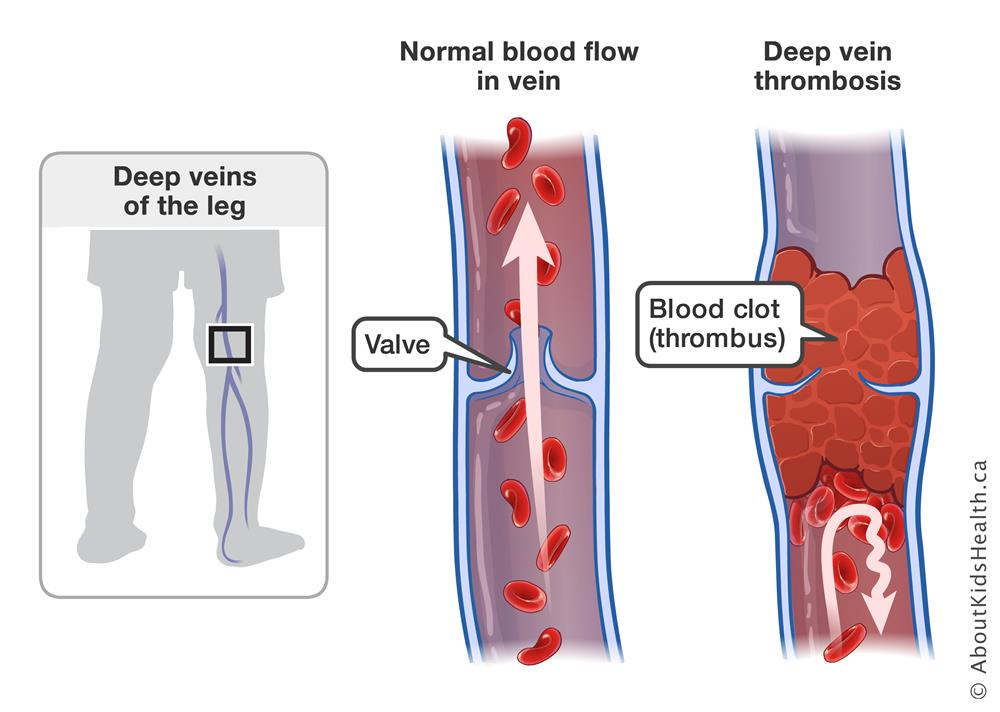 Normal blood flow
in vein
Deep vein
thrombosis
Deep veins
of the leg
Valve
Blood clot
(thrombus)
© AboutKidsHealth.ca